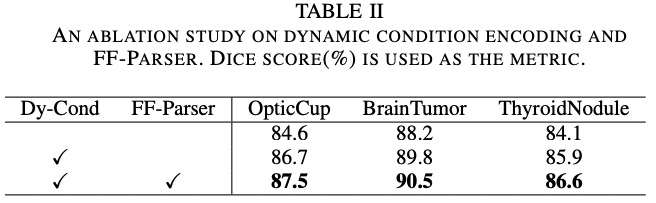 TABLE II
AN ABLATION STUDY ON DYNAMIC CONDITION ENCODING AND
FF-PARSER. DICE SCORE(%) IS USED AS THE METRIC.
Dy-Cond FF-Parser OpticCup BrainTumor ThyroidNodule
84.6 88.2 84.1
✓ 86.7 89.8 85.9
✓ ✓ 87.5 90.5 86.6